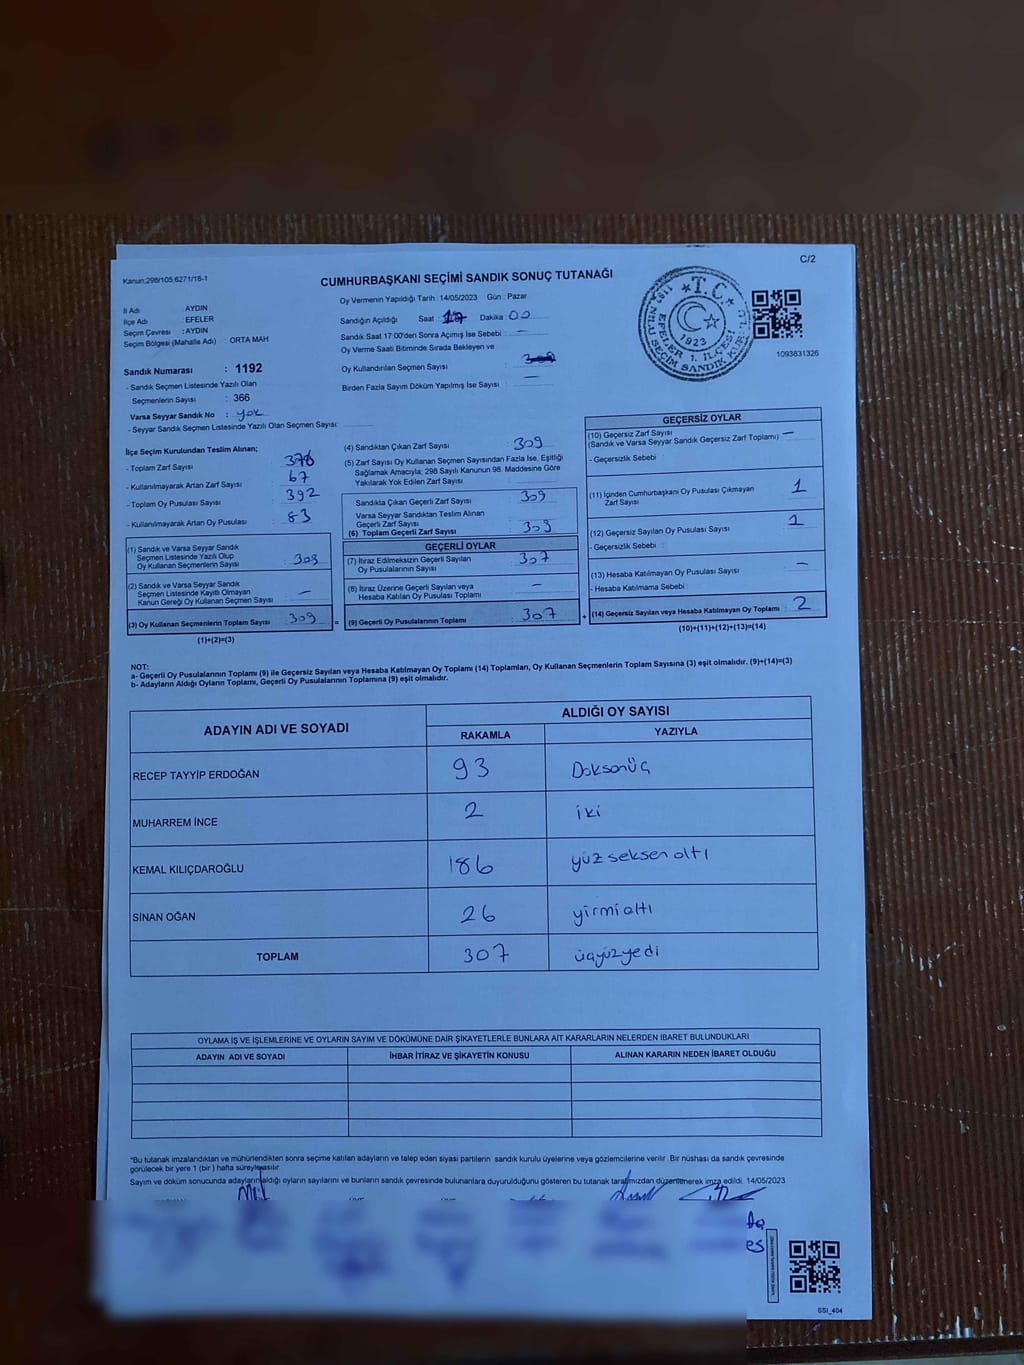 C/2
Kanun;298/105;6271/18-1
CUMHURBAŞKANI SEÇİMİ SANDIK SONUÇ TUTANAĞI
İl Adı : AYDIN
İlçe Adı : EFELER
Seçim Çevresi : AYDIN
Seçim Bölgesi (Mahalle Adı) : ORTA MAH
Sandık Numarası : 1192
- Sandık Seçmen Listesinde Yazılı Olan
Seçmenlerin Sayısı : 366
Varsa Seyyar Sandık No : yok
- Seyyar Sandık Seçmen Listesinde Yazılı Olan Seçmen Sayısı :
Oy Vermenin Yapıldığı Tarih : 14/05/2023 Gün : Pazar
Sandığın Açıldığı Saat : 17 Dakika : 00
Sandık Saat 17:00'den Sonra Açımış İse Sebebi : —
Oy Verme Saati Bitiminde Sırada Bekleyen ve
Oy Kullandırılan Seçmen Sayısı : —
Birden Fazla Sayım Döküm Yapılmış İse Sayısı :
T.C.
1923
EFELER 1. İLÇESİ
SEÇİM SANDIK KURULU
1093831326
İlçe Seçim Kurulundan Teslim Alınan;
- Toplam Zarf Sayısı : 376
- Kullanılmayarak Artan Zarf Sayısı : 67
- Toplam Oy Pusulası Sayısı : 392
- Kullanılmayarak Artan Oy Pusulası : 83
(1) Sandık ve Varsa Seyyar Sandık
Seçmen Listesinde Yazılı Olup
Oy Kullanan Seçmenlerin Sayısı : 309
(2) Sandık ve Varsa Seyyar Sandık
Seçmen Listesinde Kayıtlı Olmayan
Kanun Gereği Oy Kullanan Seçmen Sayısı : —
(3) Oy Kullanan Seçmenlerin Toplam Sayısı : 309 =
(1)+(2)=(3)
(4) Sandıktan Çıkan Zarf Sayısı : 309
(5) Zarf Sayısı Oy Kullanan Seçmen Sayısından Fazla İse, Eşitliği
Sağlamak Amacıyla; 298 Sayılı Kanunun 98. Maddesine Göre
Yakılarak Yok Edilen Zarf Sayısı :
Sandıkta Çıkan Geçerli Zarf Sayısı : 309
Varsa Seyyar Sandıktan Teslim Alınan
Geçerli Zarf Sayısı :
(6) Toplam Geçerli Zarf Sayısı : 309
GEÇERLİ OYLAR
(7) İtiraz Edilmeksizin Geçerli Sayılan
Oy Pusulalarının Sayısı : 307
(8) İtiraz Üzerine Geçerli Sayılan veya
Hesaba Katılan Oy Pusulası Toplamı : —
(9) Geçerli Oy Pusulalarının Toplamı : 307 +
GEÇERSİZ OYLAR
(10) Geçersiz Zarf Sayısı
(Sandık ve Varsa Seyyar Sandık Geçersiz Zarf Toplamı) : —
- Geçersizlik Sebebi :
(11) İçinden Cumhurbaşkanı Oy Pusulası Çıkmayan
Zarf Sayısı : 1
(12) Geçersiz Sayılan Oy Pusulası Sayısı : 1
- Geçersizlik Sebebi :
(13) Hesaba Katılmayan Oy Pusulası Sayısı : —
- Hesaba Katılmama Sebebi :
(14) Geçersiz Sayılan veya Hesaba Katılmayan Oy Toplamı : 2
(10)+(11)+(12)+(13)=(14)
NOT:
a- Geçerli Oy Pusulalarının Toplamı (9) ile Geçersiz Sayılan veya Hesaba Katılmayan Oy Toplamı (14) Toplamları, Oy Kullanan Seçmenlerin Toplam Sayısına (3) eşit olmalıdır. (9)+(14)=(3)
b- Adayların Aldığı Oyların Toplamı, Geçerli Oy Pusulalarının Toplamına (9) eşit olmalıdır.
ADAYIN ADI VE SOYADI
ALDIĞI OY SAYISI
RAKAMLA YAZIYLA
RECEP TAYYİP ERDOĞAN 93 Doksanüç
MUHARREM İNCE 2 iki
KEMAL KILIÇDAROĞLU 186 yüz seksen altı
SİNAN OĞAN 26 yirmialtı
TOPLAM 307 üçyüzyedi
OYLAMA İŞ VE İŞLEMLERİNE VE OYLARIN SAYIM VE DÖKÜMÜNE DAİR ŞİKAYETLERLE BUNLARA AİT KARARLARIN NELERDEN İBARET BULUNDUKLARI
ADAYIN ADI VE SOYADI İHBAR İTİRAZ VE ŞİKAYETİN KONUSU ALINAN KARARIN NEDEN İBARET OLDUĞU
*Bu tutanak imzalandıktan ve mühürlendikten sonra seçime katılan adayların ve talep eden siyasi partilerin sandık kurulu üyelerine veya gözlemcilerine verilir. Bir nüshası da sandık çevresinde
görülecek bir yere 1 (bir) hafta süreyle asılır.
Sayım ve döküm sonucunda adayların aldığı oyların sayılarını ve bunların sandık çevresinde bulunanlara duyurulduğunu gösteren bu tutanak tarafımızdan düzenlenerek imza edildi. 14/05/2023
SSI_404